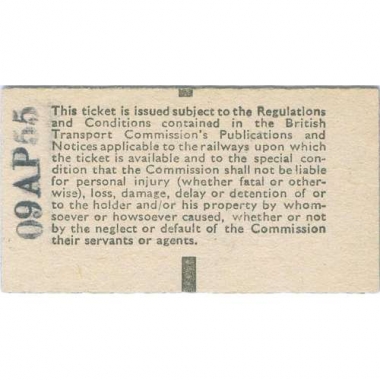 This ticket is issued subject to the Regulations
and Conditions contained in the British
Transport Commission's Publications and
Notices applicable to the railways upon which
the ticket is available and to the special con-
dition that the Commission shall not be liable
for personal injury (whether fatal or other-
wise), loss, damage, delay or detention of or
to the holder and/or his property by whom-
soever or howsoever caused, whether or not
by the neglect or default of the Commission
their servants or agents.
09AP55